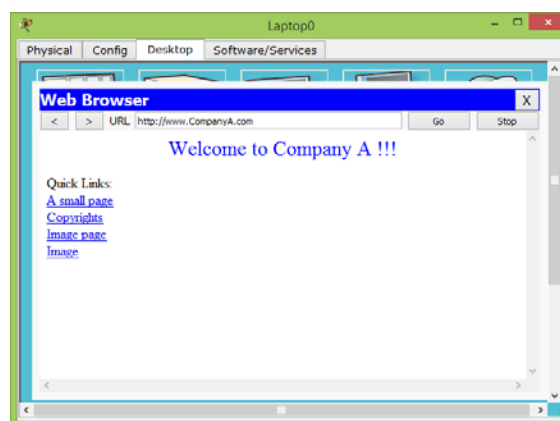 Laptop0
Physical Config Desktop Software/Services
Web Browser X
< > URL http://www.CompanyA.com Go Stop
Welcome to Company A !!!
Quick Links:
A small page
Copyrights
Image page
Image